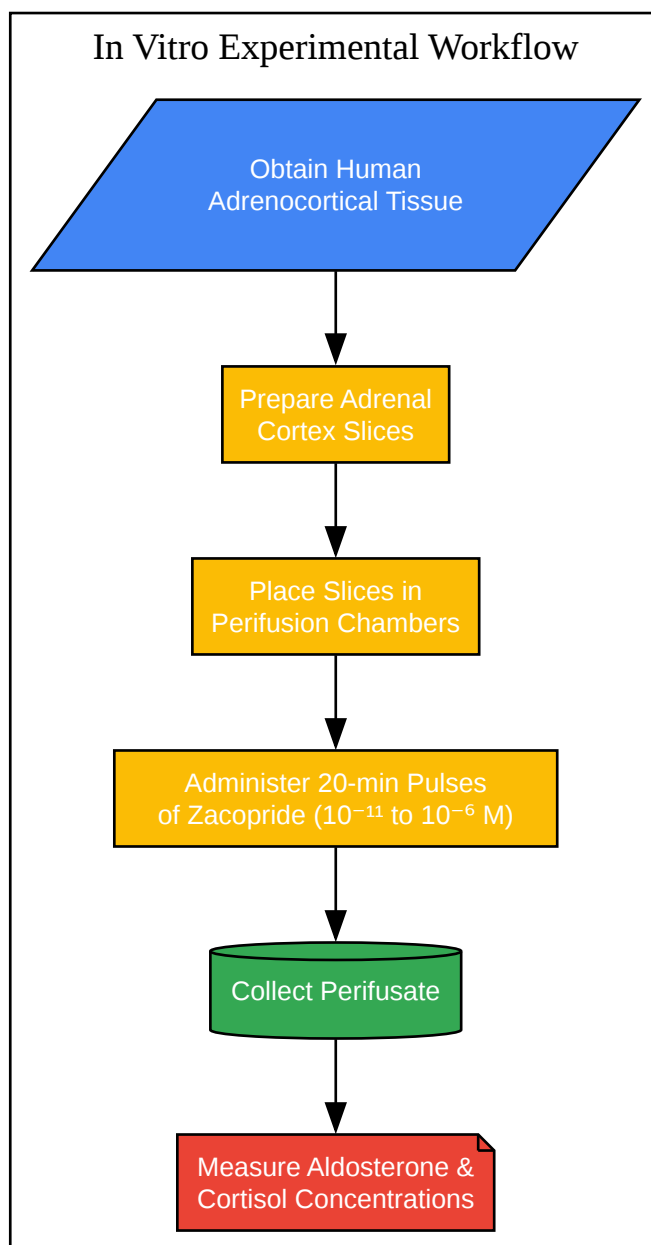 In Vitro Experimental Workflow
Obtain Human
Adrenocortical Tissue
Prepare Adrenal
Cortex Slices
Place Slices in
Perifusion Chambers
Administer 20-min Pulses
of Zacopride (10⁻¹¹ to 10⁻⁶ M)
Collect Perifusate
Measure Aldosterone &
Cortisol Concentrations